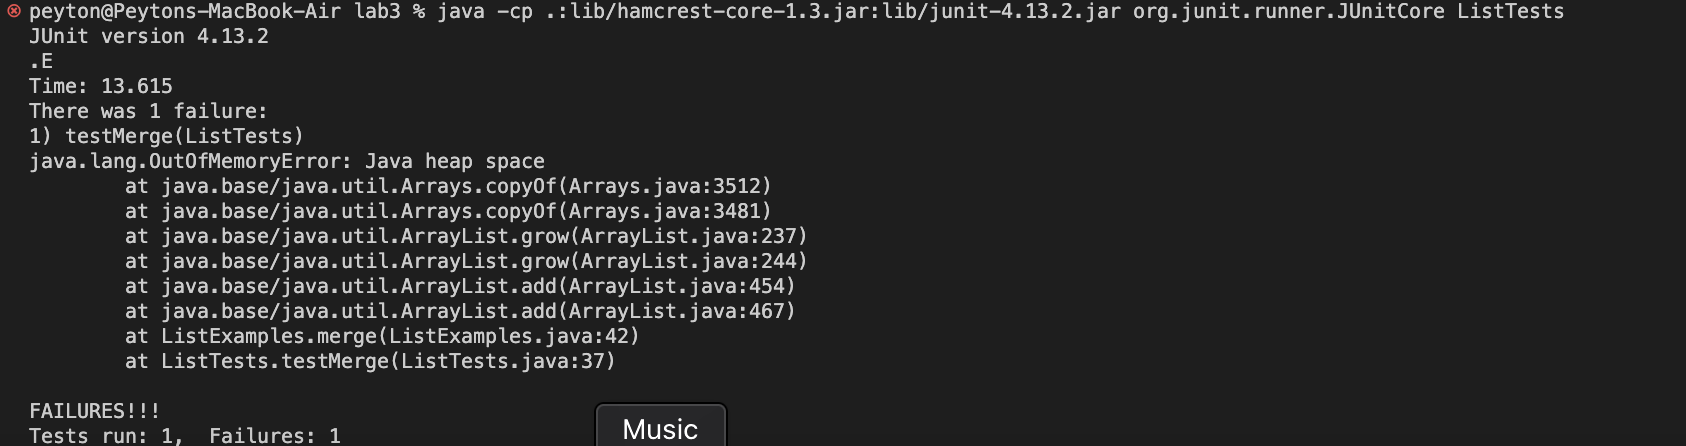 peyton@Peytons-MacBook-Air lab3 % java -cp .:lib/hamcrest-core-1.3.jar:lib/junit-4.13.2.jar org.junit.runner.JUnitCore ListTests
JUnit version 4.13.2
.E
Time: 13.615
There was 1 failure:
1) testMerge(ListTests)
java.lang.OutOfMemoryError: Java heap space
        at java.base/java.util.Arrays.copyOf(Arrays.java:3512)
        at java.base/java.util.Arrays.copyOf(Arrays.java:3481)
        at java.base/java.util.ArrayList.grow(ArrayList.java:237)
        at java.base/java.util.ArrayList.grow(ArrayList.java:244)
        at java.base/java.util.ArrayList.add(ArrayList.java:454)
        at java.base/java.util.ArrayList.add(ArrayList.java:467)
        at ListExamples.merge(ListExamples.java:42)
        at ListTests.testMerge(ListTests.java:37)
FAILURES!!!
Tests run: 1,  Failures: 1
Music